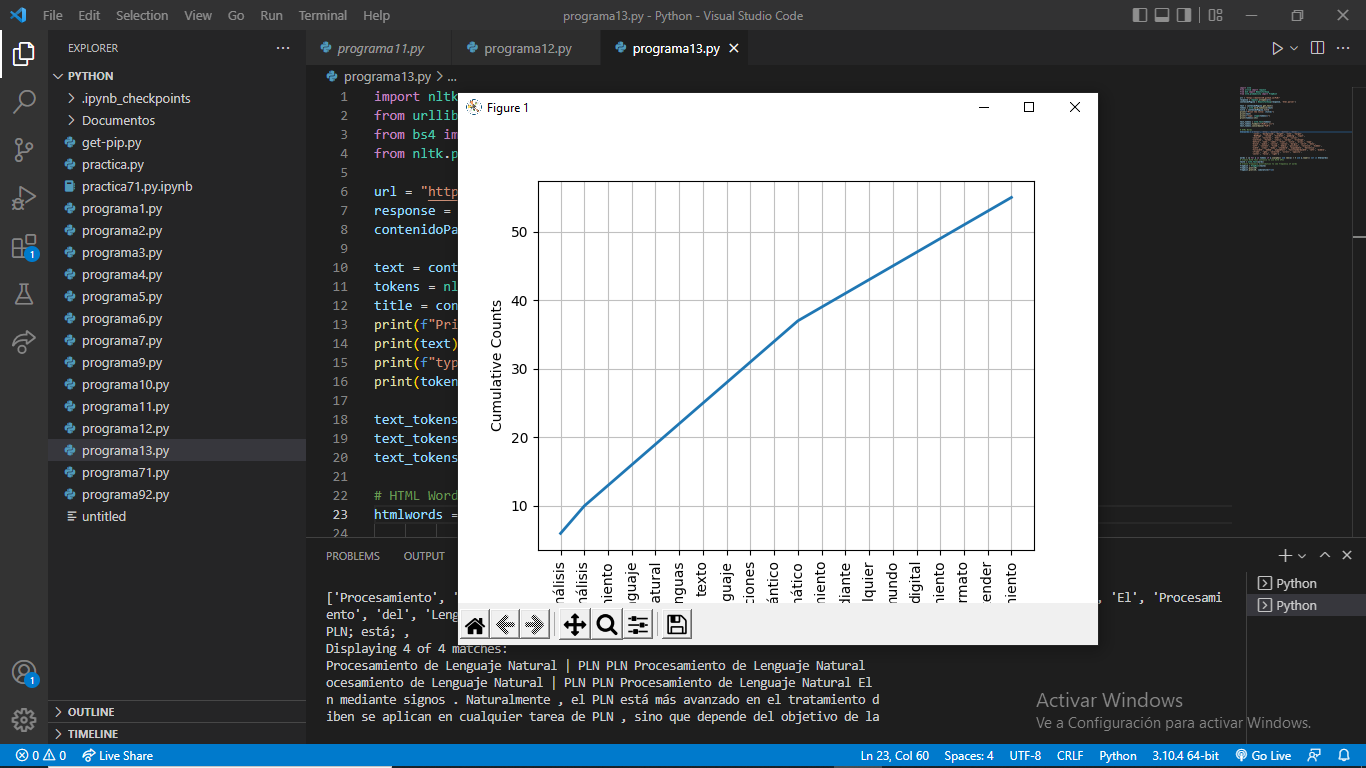 File Edit Selection View Go Run Terminal Help
programa13.py - Python - Visual Studio Code
EXPLORER
PYTHON
.ipynb_checkpoints
Documentos
get-pip.py
practica.py
practica71.py.ipynb
programa1.py
programa2.py
programa3.py
programa4.py
programa5.py
programa6.py
programa7.py
programa9.py
programa10.py
programa11.py
programa12.py
programa13.py
programa71.py
programa92.py
untitled
OUTLINE
TIMELINE
programa11.py programa12.py programa13.py
programa13.py > ...
1 import nltk
2 from urllib
3 from bs4 im
4 from nltk.p
5
6 url = "http
7 response =
8 contenidoPa
9
10 text = cont
11 tokens = nl
12 title = con
13 print(f"Pri
14 print(text)
15 print(f"typ
16 print(token
17
18 text_tokens
19 text_tokens
20 text_tokens
21
22 # HTML Word
23 htmlwords =
24
Figure 1
Cumulative Counts
50
40
30
20
10
nálisis
nálisis
miento
nguaje
natural
nguas
texto
guaje
ciones
ántico
mático
miento
diante
lquier
mundo
digital
miento
ormato
ender
miento
PROBLEMS OUTPUT
['Procesamiento', ' , 'El', 'Procesami
ento', 'del', 'Leng
PLN; está; ,
Displaying 4 of 4 matches:
Procesamiento de Lenguaje Natural | PLN PLN Procesamiento de Lenguaje Natural
ocesamiento de Lenguaje Natural | PLN PLN Procesamiento de Lenguaje Natural El
n mediante signos . Naturalmente , el PLN está más avanzado en el tratamiento d
iben se aplican en cualquier tarea de PLN , sino que depende del objetivo de la
Python
Python
Activar Windows
Ve a Configuración para activar Windows.
0 0 Live Share
Ln 23, Col 60 Spaces: 4 UTF-8 CRLF Python 3.10.4 64-bit Go Live